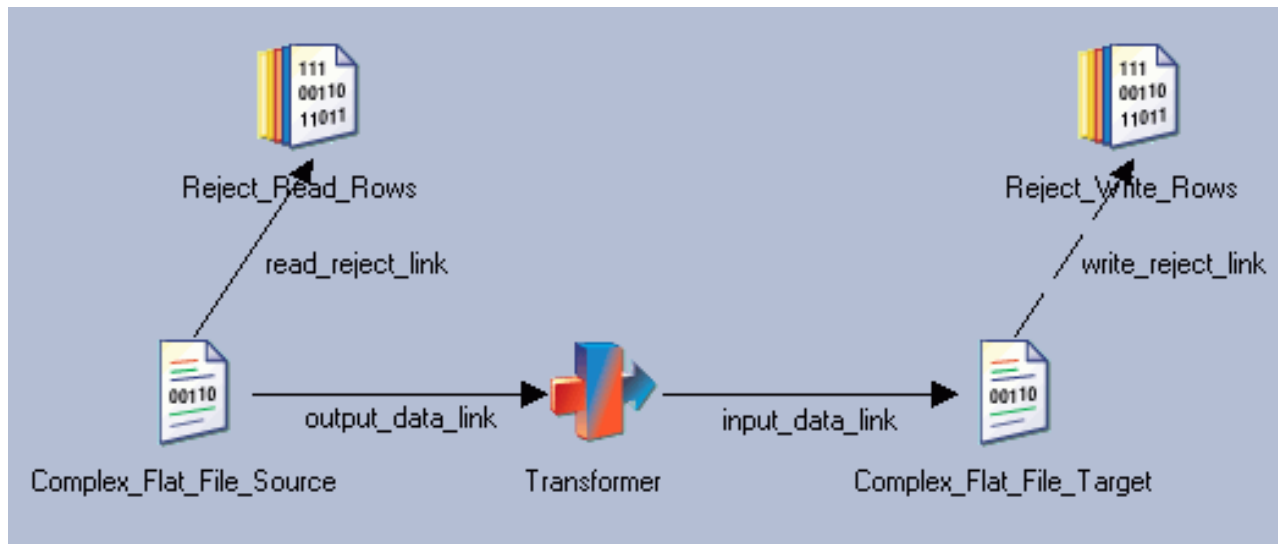 111
00110
11011
111
00110
11011
Reject_Read_Rows
Reject_Write_Rows
read_reject_link
write_reject_link
00110
00110
output_data_link
input_data_link
Complex_Flat_File_Source
Transformer
Complex_Flat_File_Target